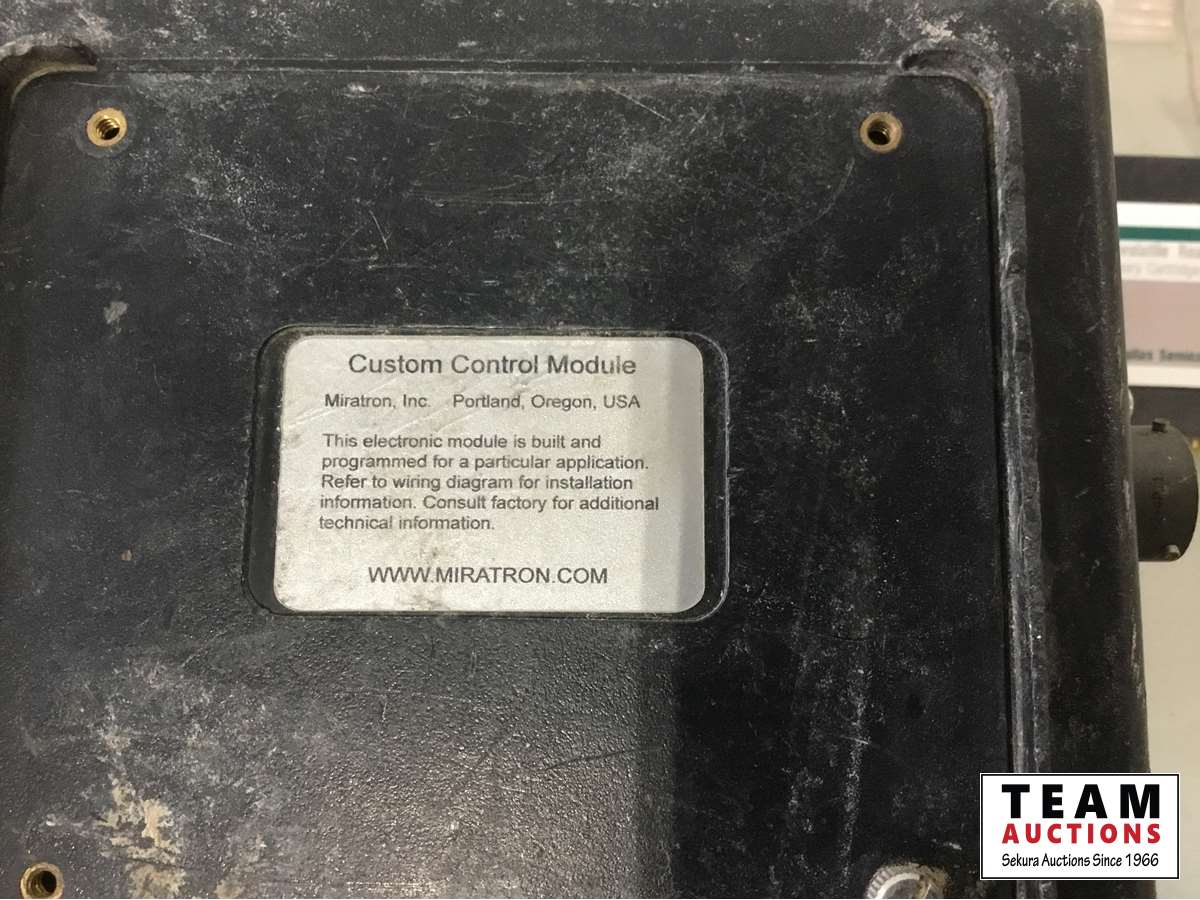 Custom Control Module
Miratron, Inc. Portland, Oregon, USA
This electronic module is built and
programmed for a particular application.
Refer to wiring diagram for installation
information. Consult factory for additional
technical information.
WWW.MIRATRON.COM
TEAM
AUCTIONS
Sekura Auctions Since 1966